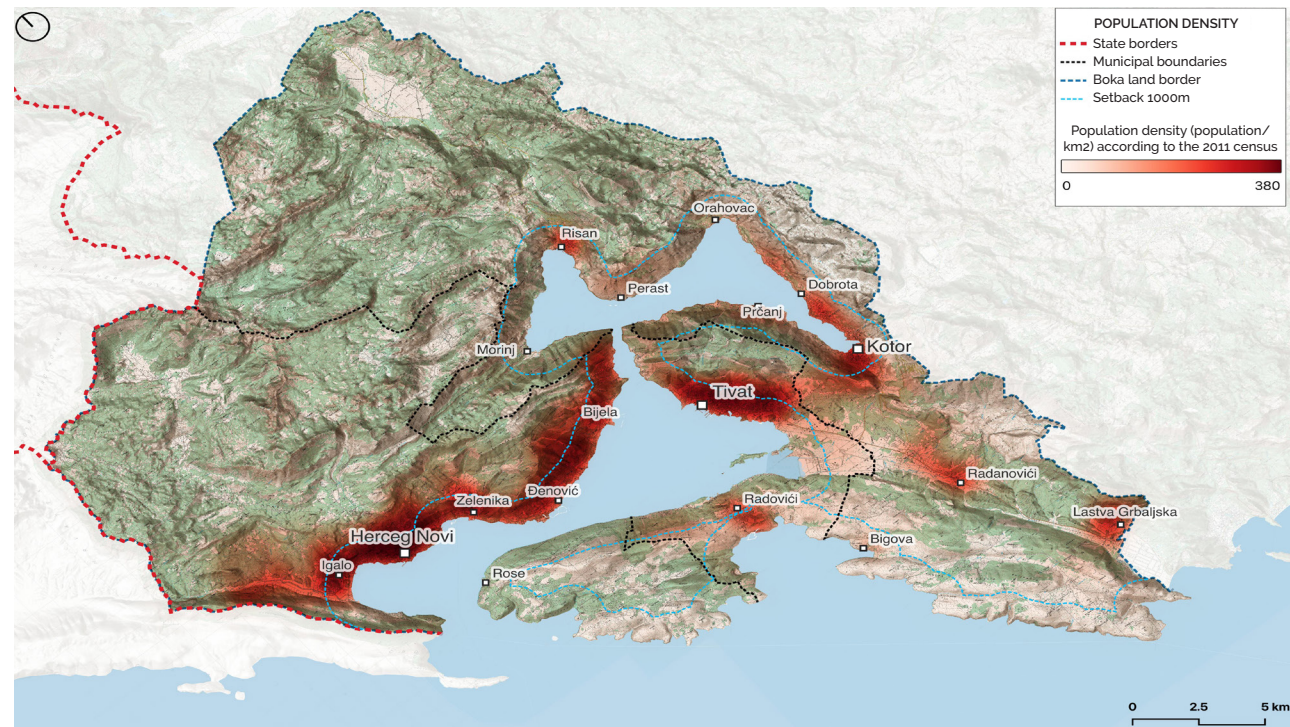 POPULATION DENSITY
State borders
Municipal boundaries
Boka land border
Setback 1000m
Population density (population/
km2) according to the 2011 census
0 380
Orahovac
Risan
Perast
Dobrota
Prčanj
Kotor
Morinj
Tivat
Bijela
Radanovići
Đenović
Zelenika
Radovići
Lastva Grbaljska
Herceg Novi
Bigova
Igalo
Rose
0 2.5 5 km